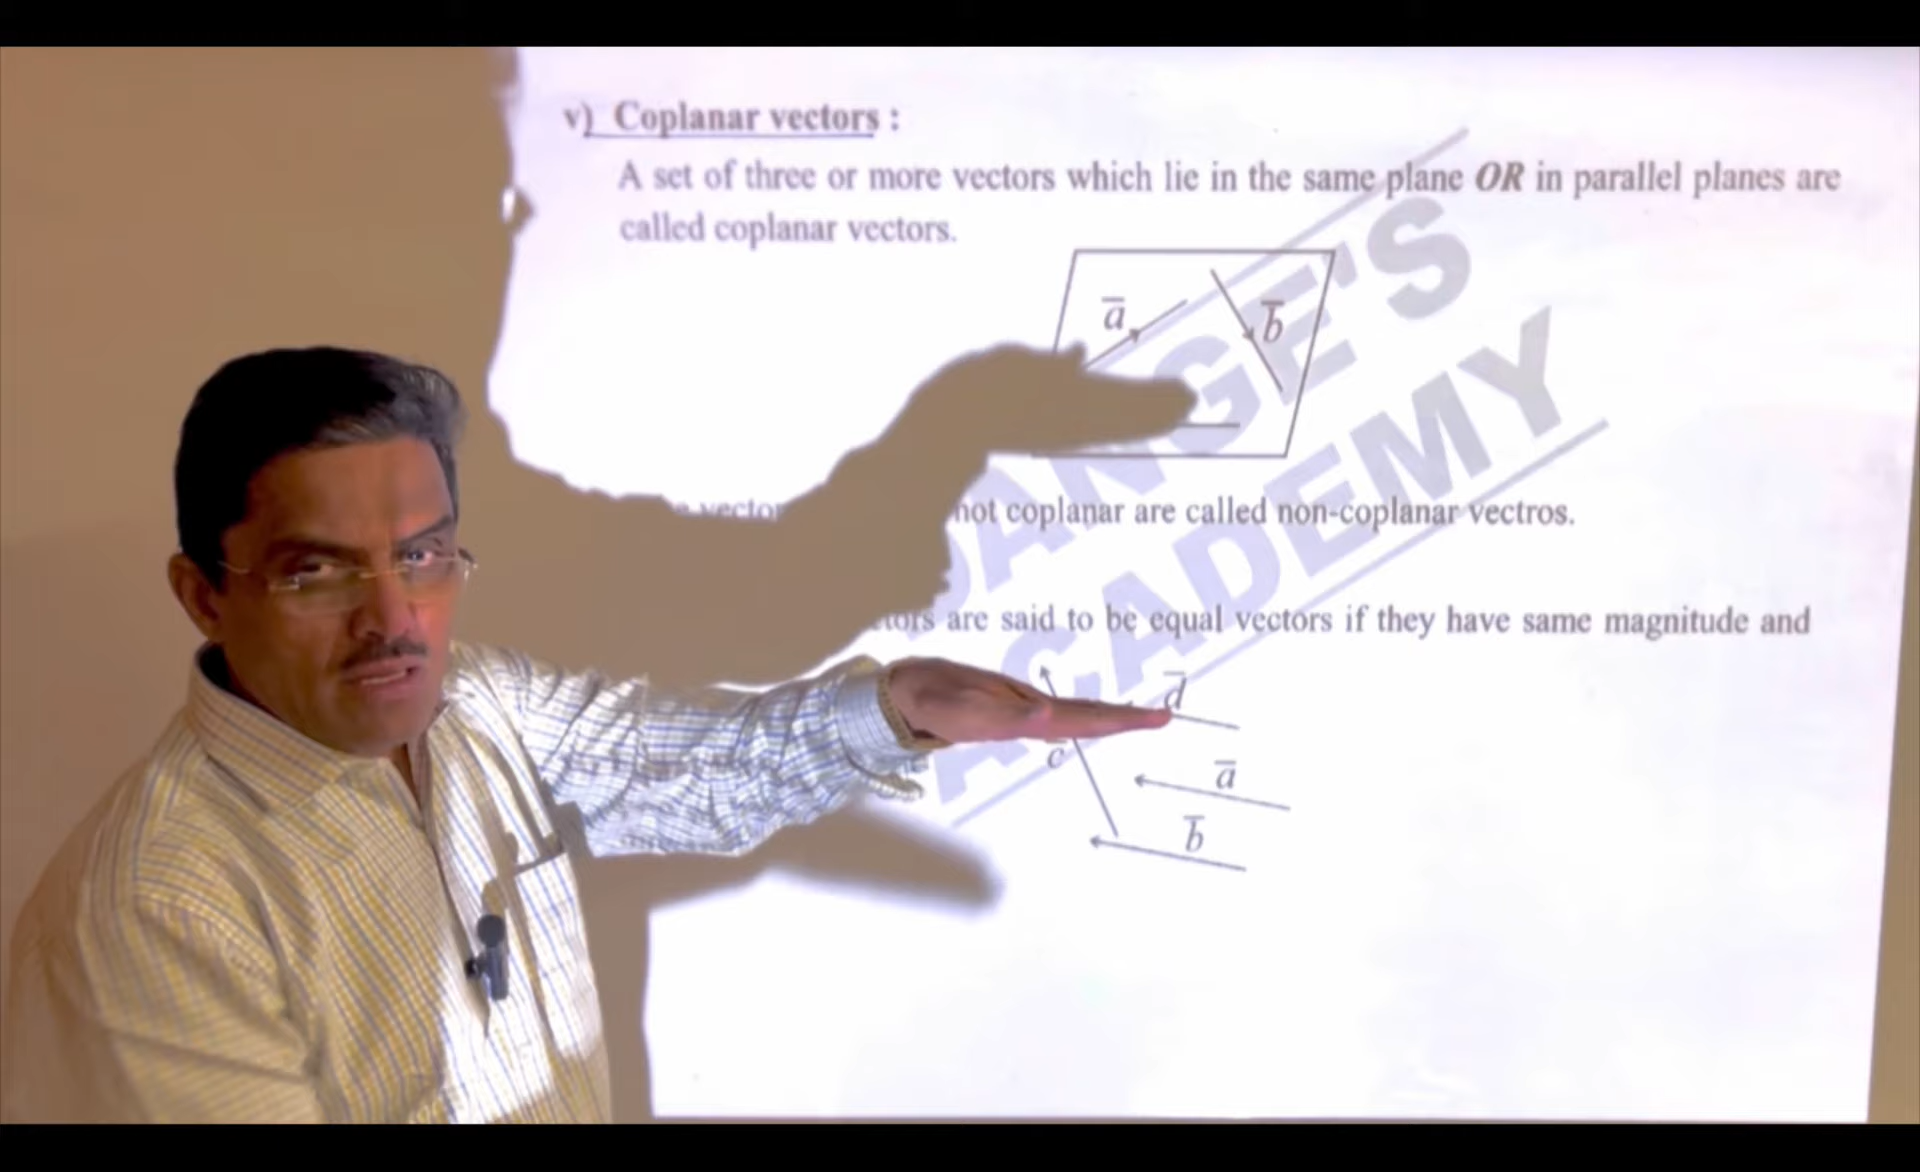 v) Coplanar vectors :
A set of three or more vectors which lie in the same plane OR in parallel planes are
called coplanar vectors.
a̅
b̅
not coplanar are called non-coplanar vectros.
are said to be equal vectors if they have same magnitude and
d̅
c
a̅
b̅
ANGE'S
ACADEMY